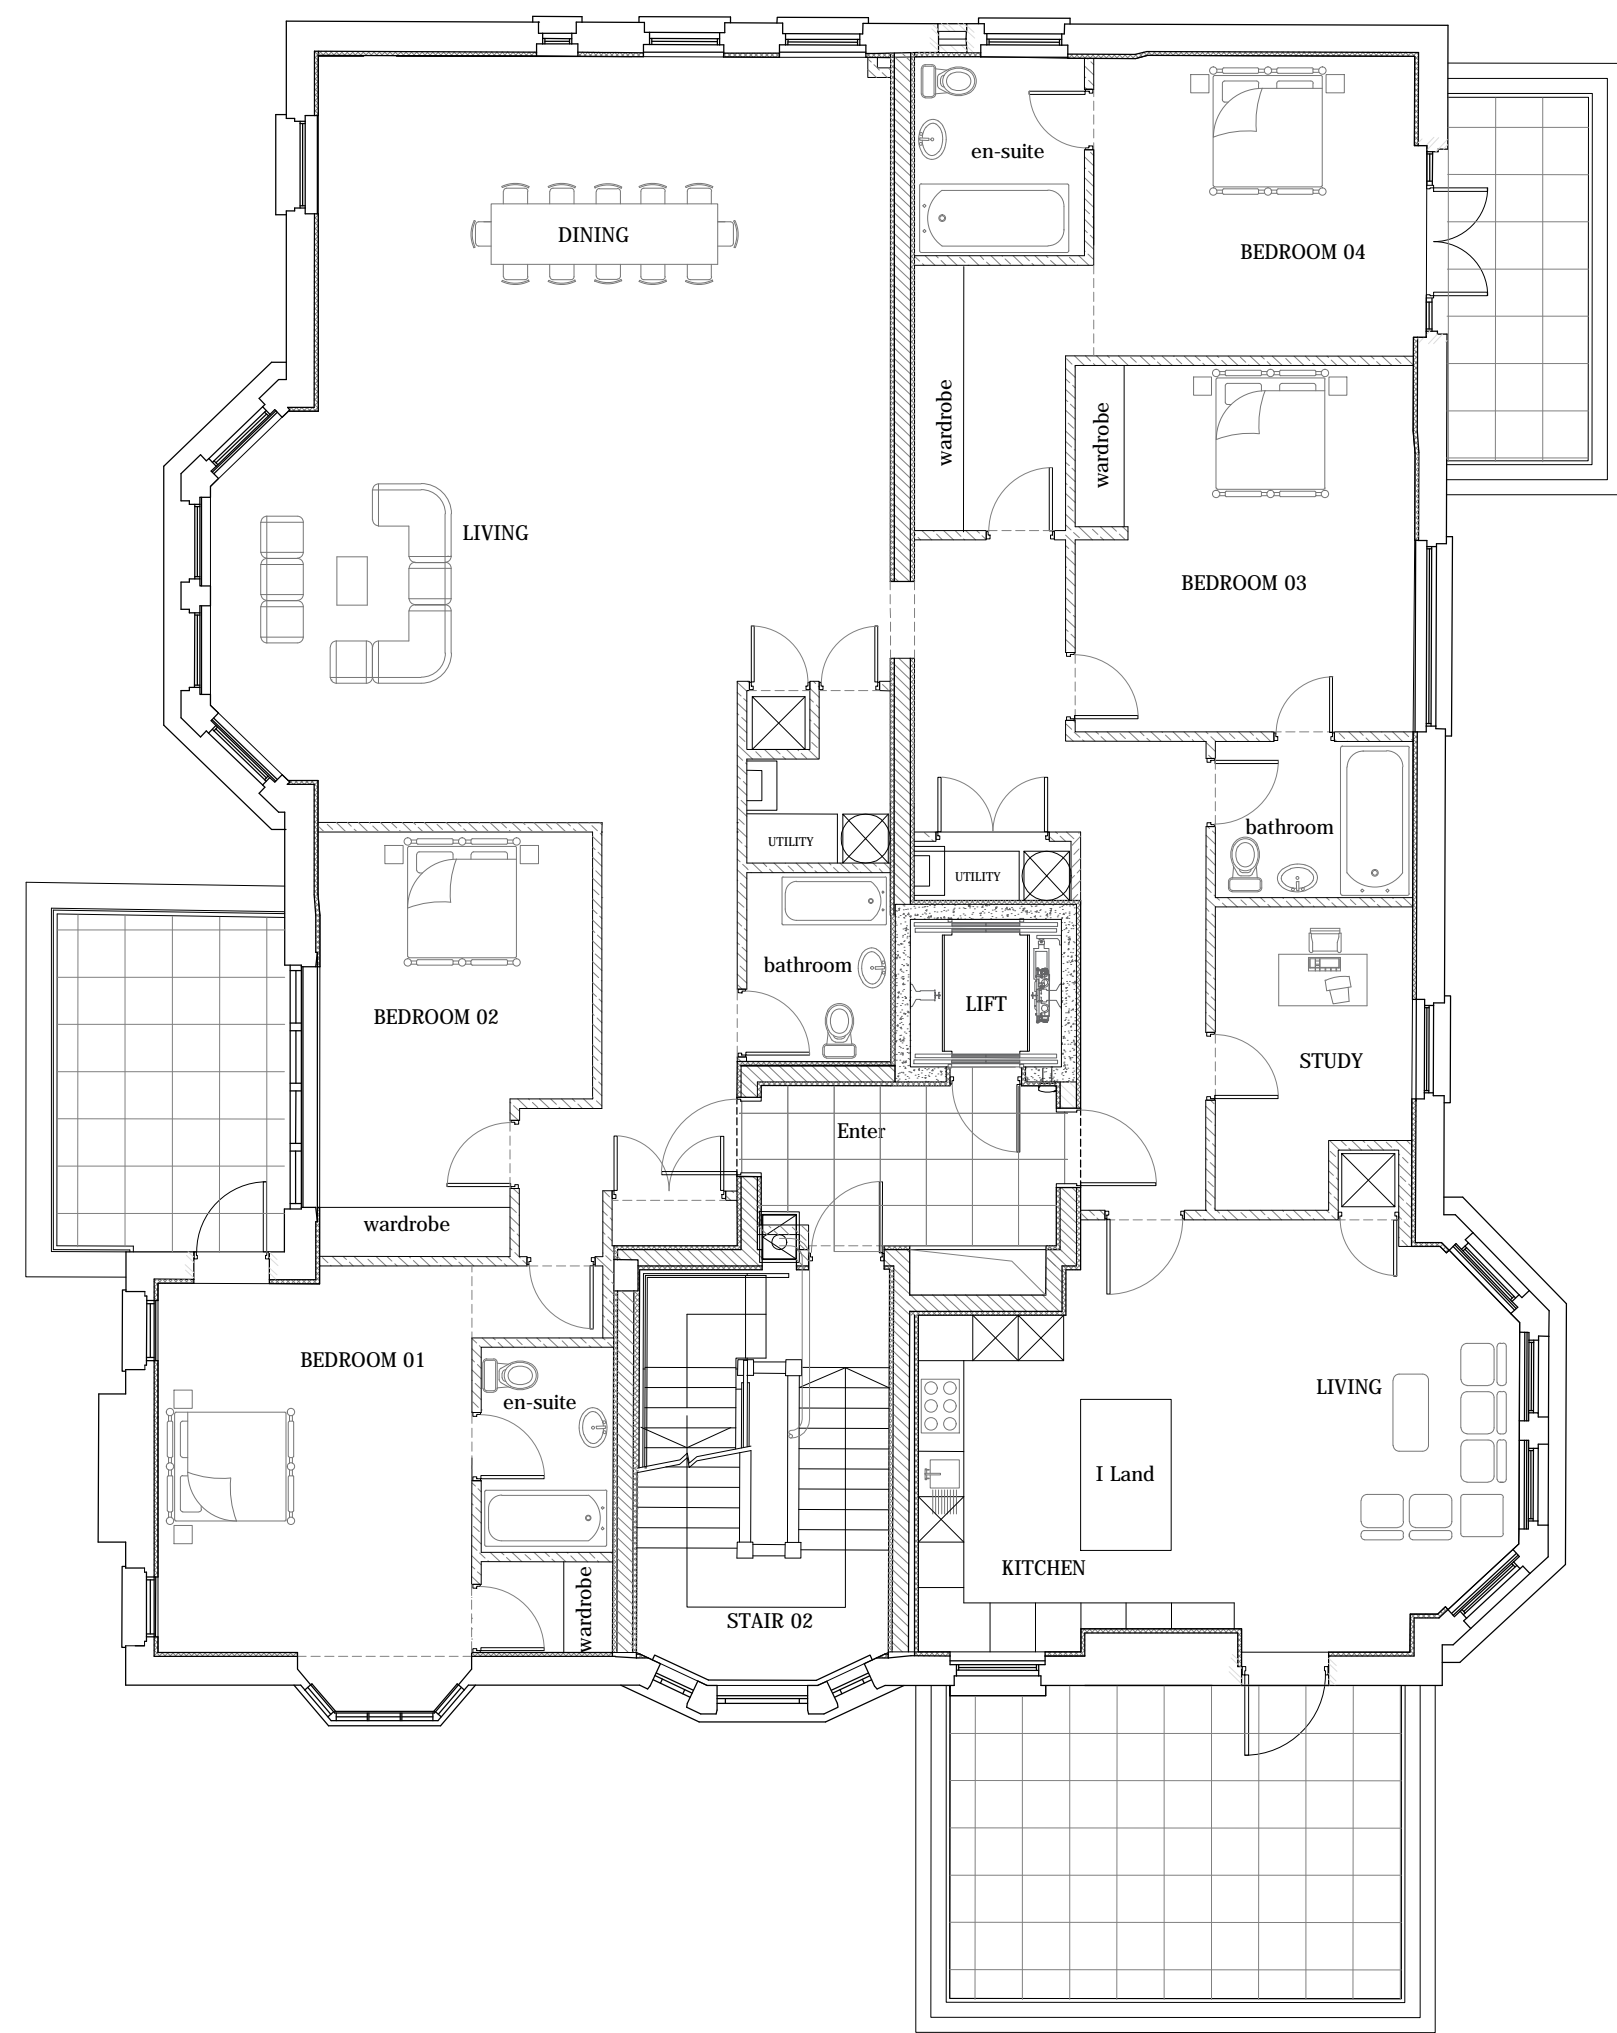 en-suite
DINING
BEDROOM 04
wardrobe
wardrobe
LIVING
BEDROOM 03
UTILITY
bathroom
UTILITY
bathroom
LIFT
BEDROOM 02
STUDY
Enter
wardrobe
BEDROOM 01
en-suite
LIVING
I Land
KITCHEN
wardrobe
STAIR 02